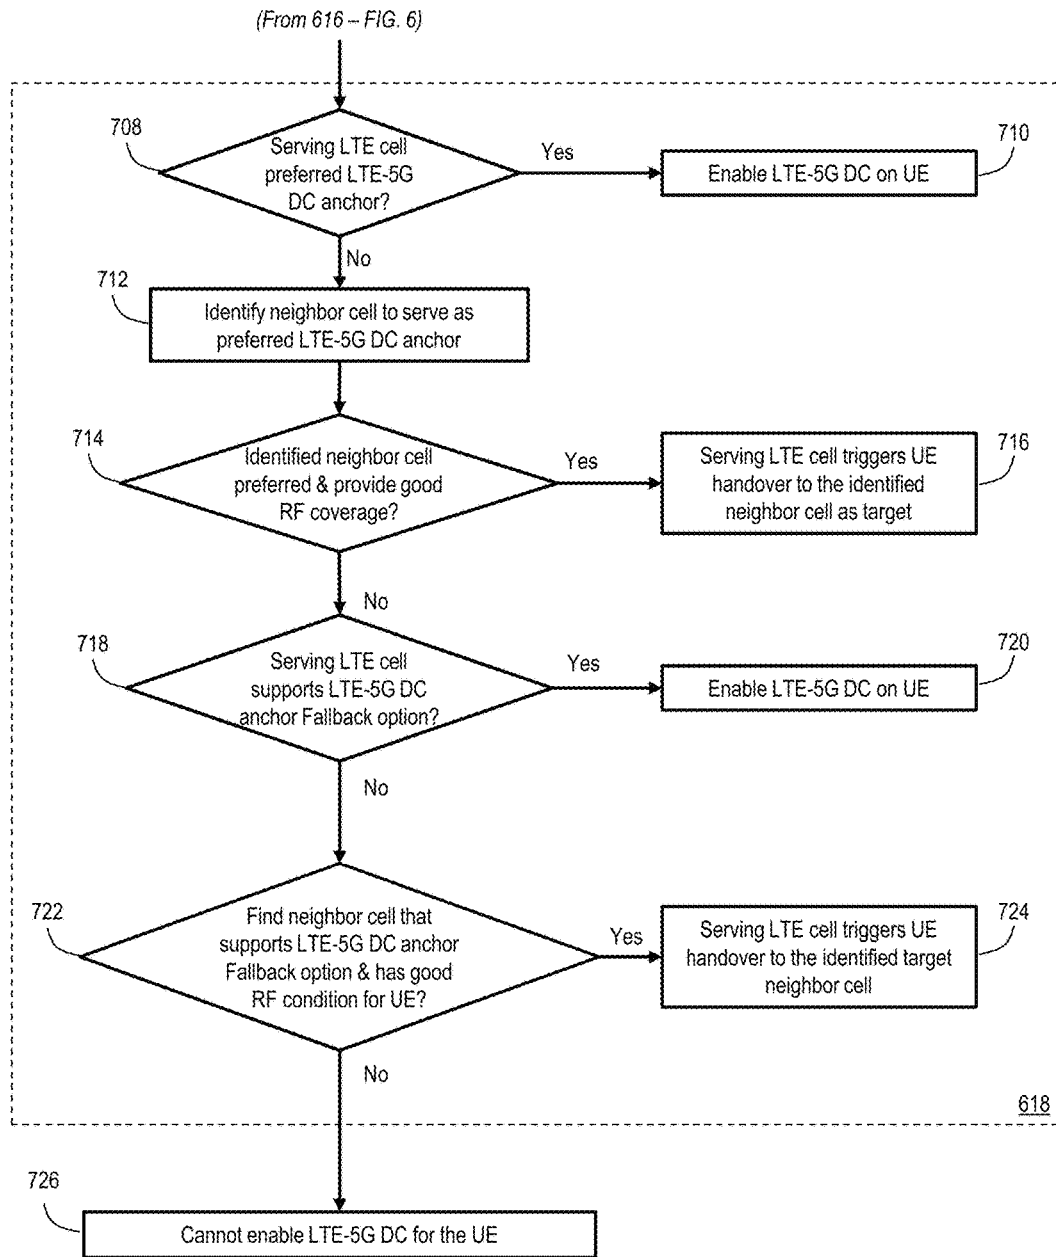 (From 616 – FIG. 6)
708
Serving LTE cell
preferred LTE-5G
DC anchor?
Yes
710
Enable LTE-5G DC on UE
No
712
Identify neighbor cell to serve as
preferred LTE-5G DC anchor
714
Identified neighbor cell
preferred & provide good
RF coverage?
Yes
716
Serving LTE cell triggers UE
handover to the identified
neighbor cell as target
No
718
Serving LTE cell
supports LTE-5G DC
anchor Fallback option?
Yes
720
Enable LTE-5G DC on UE
No
722
Find neighbor cell that
supports LTE-5G DC anchor
Fallback option & has good
RF condition for UE?
Yes
724
Serving LTE cell triggers UE
handover to the identified target
neighbor cell
No
618
726
Cannot enable LTE-5G DC for the UE